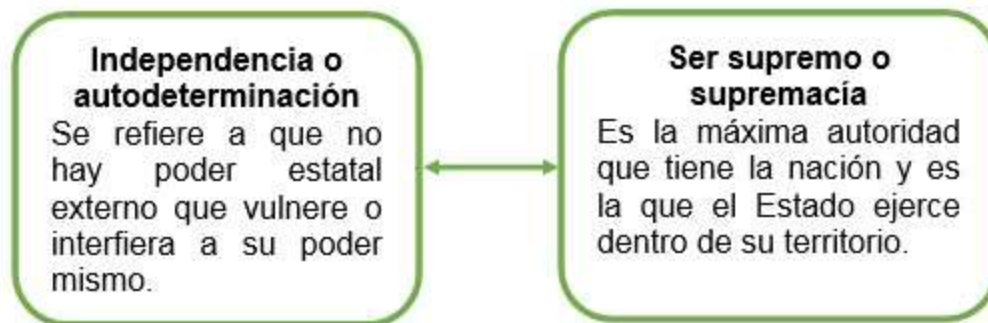 Independencia o
autodeterminación
Se refiere a que no
hay poder estatal
externo que vulnere o
interfiera a su poder
mismo.
Ser supremo o
supremacía
Es la máxima autoridad
que tiene la nación y es
la que el Estado ejerce
dentro de su territorio.